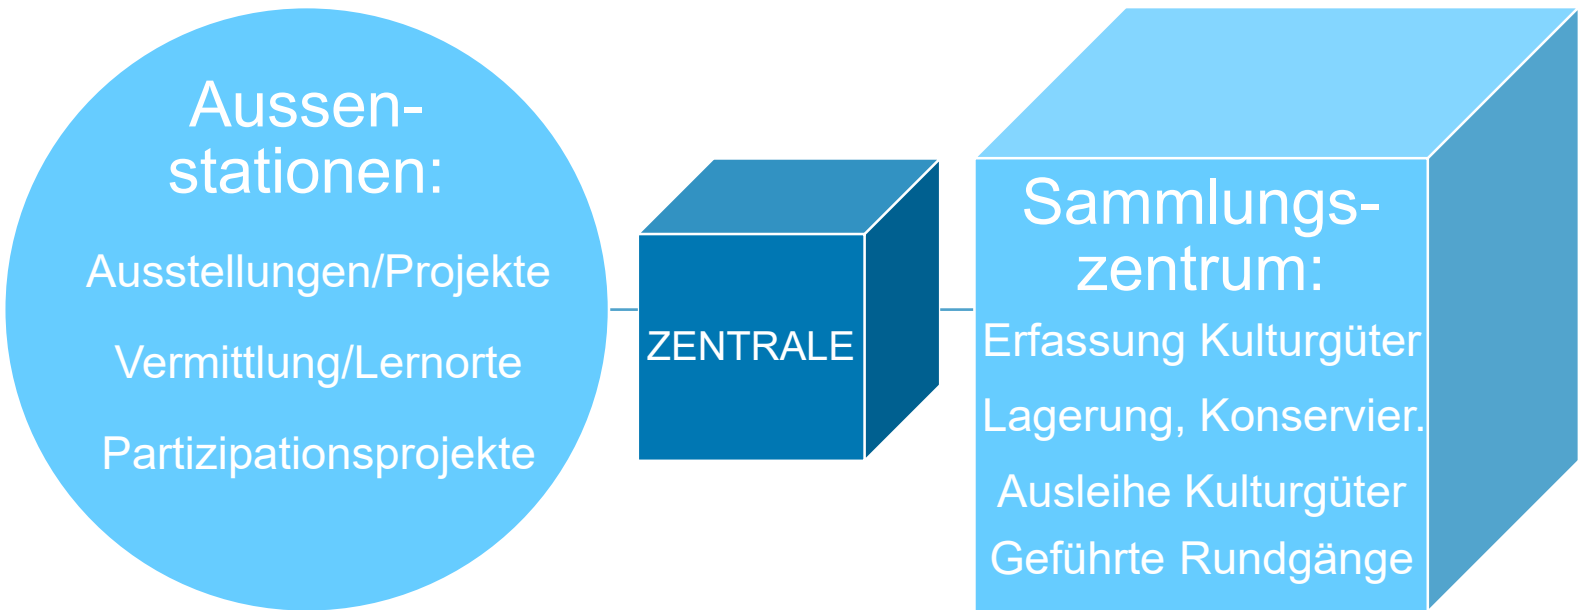 Aussen-
stationen:
Ausstellungen/Projekte
Vermittlung/Lernorte
Partizipationsprojekte
ZENTRALE
Sammlungs-
zentrum:
Erfassung Kulturgüter
Lagerung, Konservier.
Ausleihe Kulturgüter
Geführte Rundgänge